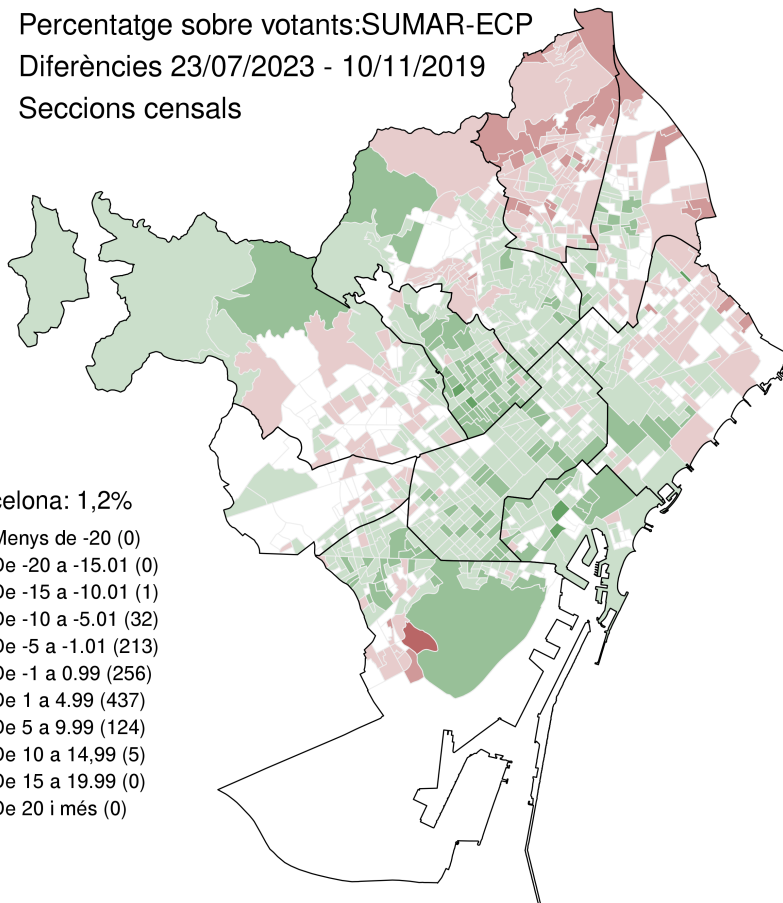 Percentatge sobre votants:SUMAR-ECP
Diferències 23/07/2023 - 10/11/2019
Seccions censals
celona: 1,2%
Menys de -20 (0)
De -20 a -15.01 (0)
De -15 a -10.01 (1)
De -10 a -5.01 (32)
De -5 a -1.01 (213)
De -1 a 0.99 (256)
De 1 a 4.99 (437)
De 5 a 9.99 (124)
De 10 a 14,99 (5)
De 15 a 19.99 (0)
De 20 i més (0)